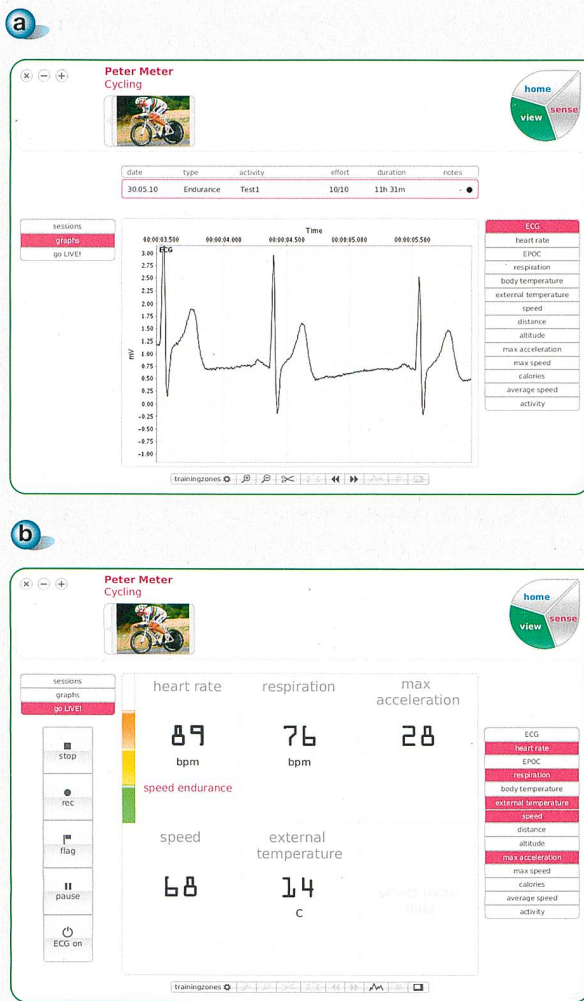 a
Peter Meter
Cycling
home
view
sense
date type activity effort duration notes
30.05.10 Endurance Test1 10/10 11h 31m -
sessions
graphs
go LIVE!
Time
00:00:03.500 00:00:04.000 00:00:04.500 00:00:05.000 00:00:05.500
ECG
mV
3.00
2.75
2.50
2.25
2.00
1.75
1.50
1.25
1.00
0.75
0.50
0.25
0.00
-0.25
-0.50
-0.75
-1.00
ECG
heart rate
EPOC
respiration
body temperature
external temperature
speed
distance
altitude
max acceleration
max speed
calories
average speed
activity
trainingzones
b
Peter Meter
Cycling
home
view
sense
sessions
graphs
go LIVE!
stop
rec
flag
pause
ECG on
heart rate
89
bpm
speed endurance
respiration
76
bpm
max
acceleration
28
speed
68
external
temperature
14
C
select more
data
ECG
heart rate
EPOC
respiration
body temperature
external temperature
speed
distance
altitude
max acceleration
max speed
calories
average speed
activity
trainingzones